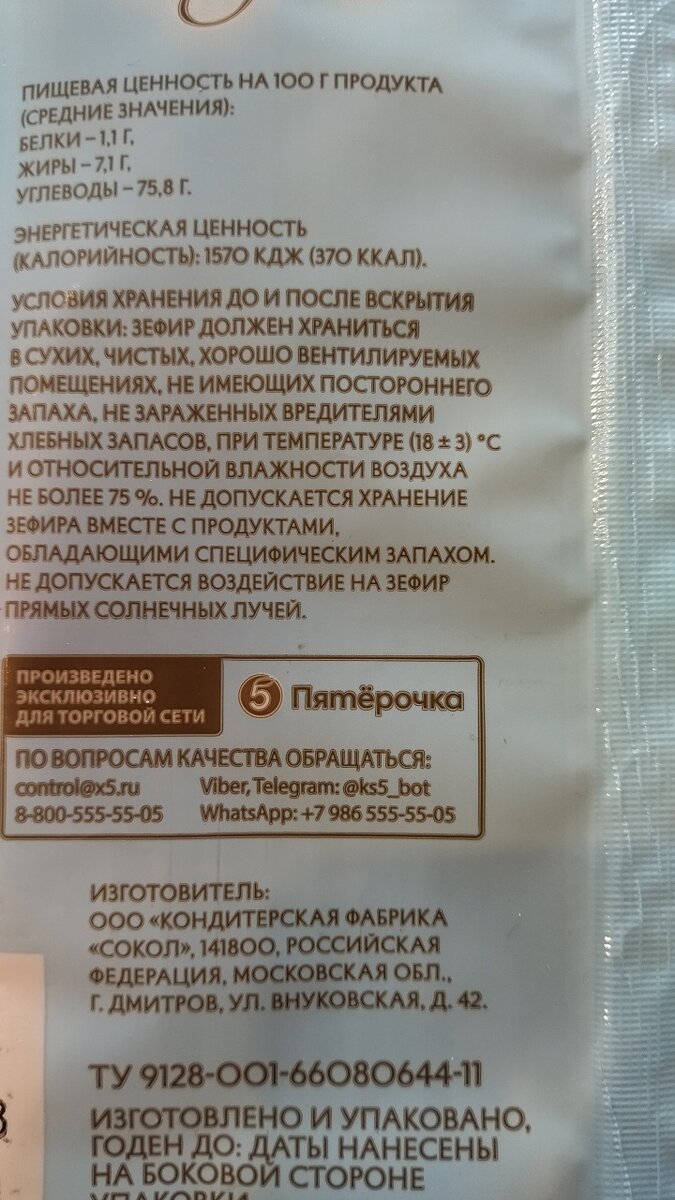 ПИЩЕВАЯ ЦЕННОСТЬ НА 100 Г ПРОДУКТА
(СРЕДНИЕ ЗНАЧЕНИЯ):
БЕЛКИ – 1,1 Г,
ЖИРЫ – 7,1 Г,
УГЛЕВОДЫ – 75,8 Г.
ЭНЕРГЕТИЧЕСКАЯ ЦЕННОСТЬ
(КАЛОРИЙНОСТЬ): 1570 КДЖ (370 ККАЛ).
УСЛОВИЯ ХРАНЕНИЯ ДО И ПОСЛЕ ВСКРЫТИЯ
УПАКОВКИ: ЗЕФИР ДОЛЖЕН ХРАНИТЬСЯ
В СУХИХ, ЧИСТЫХ, ХОРОШО ВЕНТИЛИРУЕМЫХ
ПОМЕЩЕНИЯХ, НЕ ИМЕЮЩИХ ПОСТОРОННЕГО
ЗАПАХА, НЕ ЗАРАЖЕННЫХ ВРЕДИТЕЛЯМИ
ХЛЕБНЫХ ЗАПАСОВ, ПРИ ТЕМПЕРАТУРЕ (18 ± 3) °С
И ОТНОСИТЕЛЬНОЙ ВЛАЖНОСТИ ВОЗДУХА
НЕ БОЛЕЕ 75 %. НЕ ДОПУСКАЕТСЯ ХРАНЕНИЕ
ЗЕФИРА ВМЕСТЕ С ПРОДУКТАМИ,
ОБЛАДАЮЩИМИ СПЕЦИФИЧЕСКИМ ЗАПАХОМ.
НЕ ДОПУСКАЕТСЯ ВОЗДЕЙСТВИЕ НА ЗЕФИР
ПРЯМЫХ СОЛНЕЧНЫХ ЛУЧЕЙ.
ПРОИЗВЕДЕНО
ЭКСКЛЮЗИВНО
ДЛЯ ТОРГОВОЙ СЕТИ
5 Пятёрочка
ПО ВОПРОСАМ КАЧЕСТВА ОБРАЩАТЬСЯ:
control@x5.ru Viber, Telegram: @ks5_bot
8-800-555-55-05 WhatsApp: +7 986 555-55-05
ИЗГОТОВИТЕЛЬ:
ООО «КОНДИТЕРСКАЯ ФАБРИКА
«СОКОЛ», 141800, РОССИЙСКАЯ
ФЕДЕРАЦИЯ, МОСКОВСКАЯ ОБЛ.,
Г. ДМИТРОВ, УЛ. ВНУКОВСКАЯ, Д. 42.
ТУ 9128-001-66080644-11
ИЗГОТОВЛЕНО И УПАКОВАНО,
ГОДЕН ДО: ДАТЫ НАНЕСЕНЫ
НА БОКОВОЙ СТОРОНЕ
УПАКОВКИ